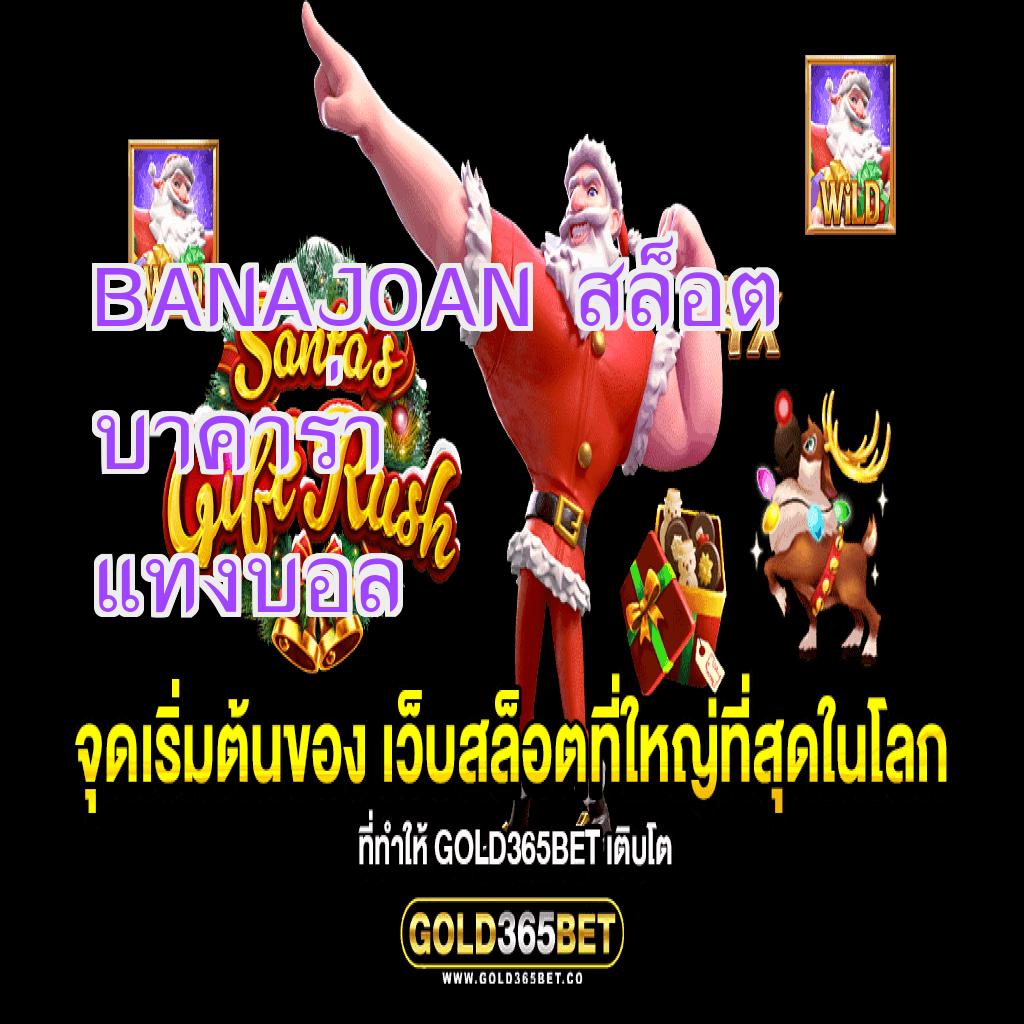 WiLD
BANAJOAN สล็อต
Santa's
บาคาร่า
Gift Rush
แทงบอล
จุดเริ่มต้นของ เว็บสล็อตที่ใหญ่ที่สุดในโลก
ที่ทำให้ GOLD365BET เติบโต
GOLD365BET
WWW.GOLD365BET.CO